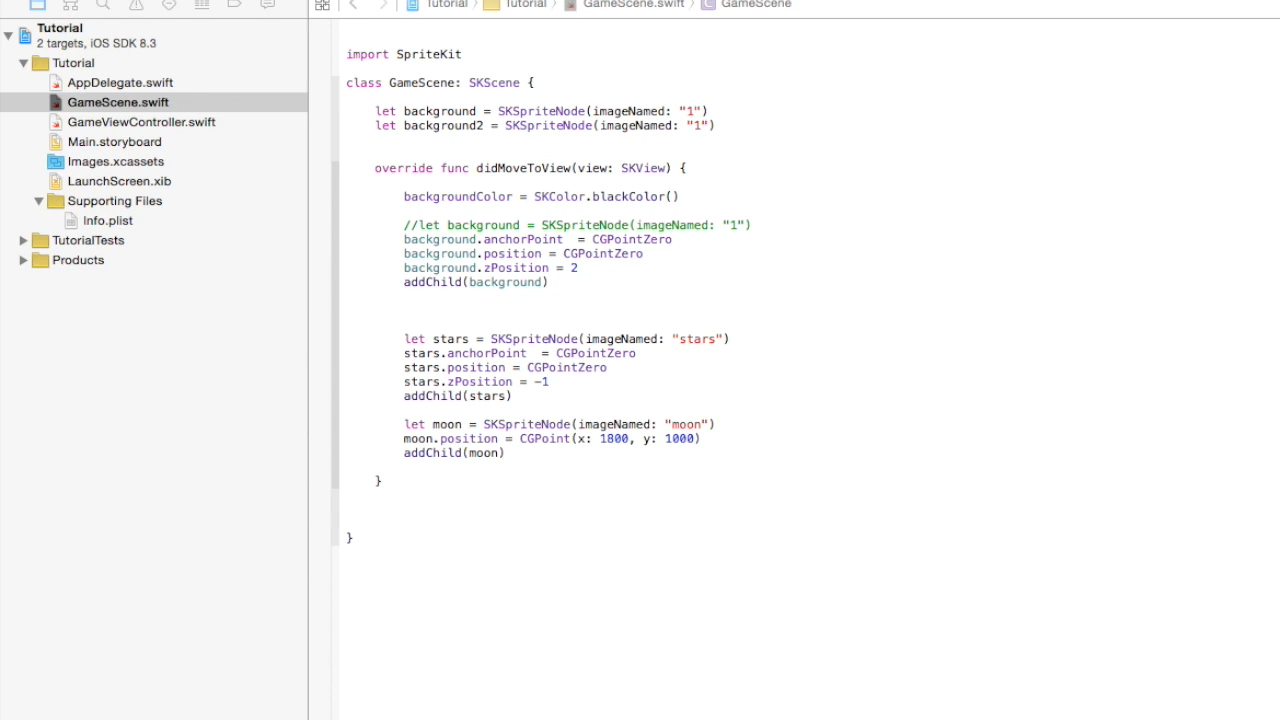 Tutorial
Tutorial
GameScene.swift
GameScene
Tutorial
2 targets, iOS SDK 8.3
Tutorial
AppDelegate.swift
GameScene.swift
GameViewController.swift
Main.storyboard
Images.xcassets
LaunchScreen.xib
Supporting Files
Info.plist
TutorialTests
Products
import SpriteKit
class GameScene: SKScene {
let background = SKSpriteNode(imageNamed: "1")
let background2 = SKSpriteNode(imageNamed: "1")
override func didMoveToView(view: SKView) {
backgroundColor = SKColor.blackColor()
//let background = SKSpriteNode(imageNamed: "1")
background.anchorPoint  = CGPointZero
background.position = CGPointZero
background.zPosition = 2
addChild(background)
let stars = SKSpriteNode(imageNamed: "stars")
stars.anchorPoint  = CGPointZero
stars.position = CGPointZero
stars.zPosition = -1
addChild(stars)
let moon = SKSpriteNode(imageNamed: "moon")
moon.position = CGPoint(x: 1800, y: 1000)
addChild(moon)
}
}